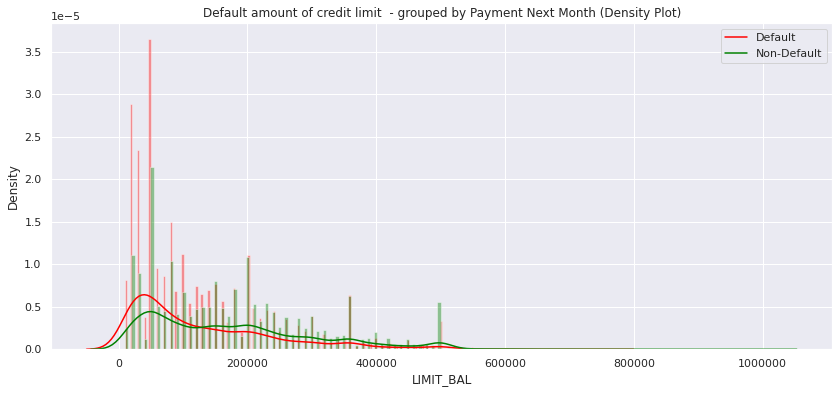 Default amount of credit limit  - grouped by Payment Next Month (Density Plot)
1e−5
Default
Non-Default
3.5
3.0
2.5
2.0
1.5
1.0
0.5
0.0
Density
0
200000
400000
600000
800000
1000000
LIMIT_BAL